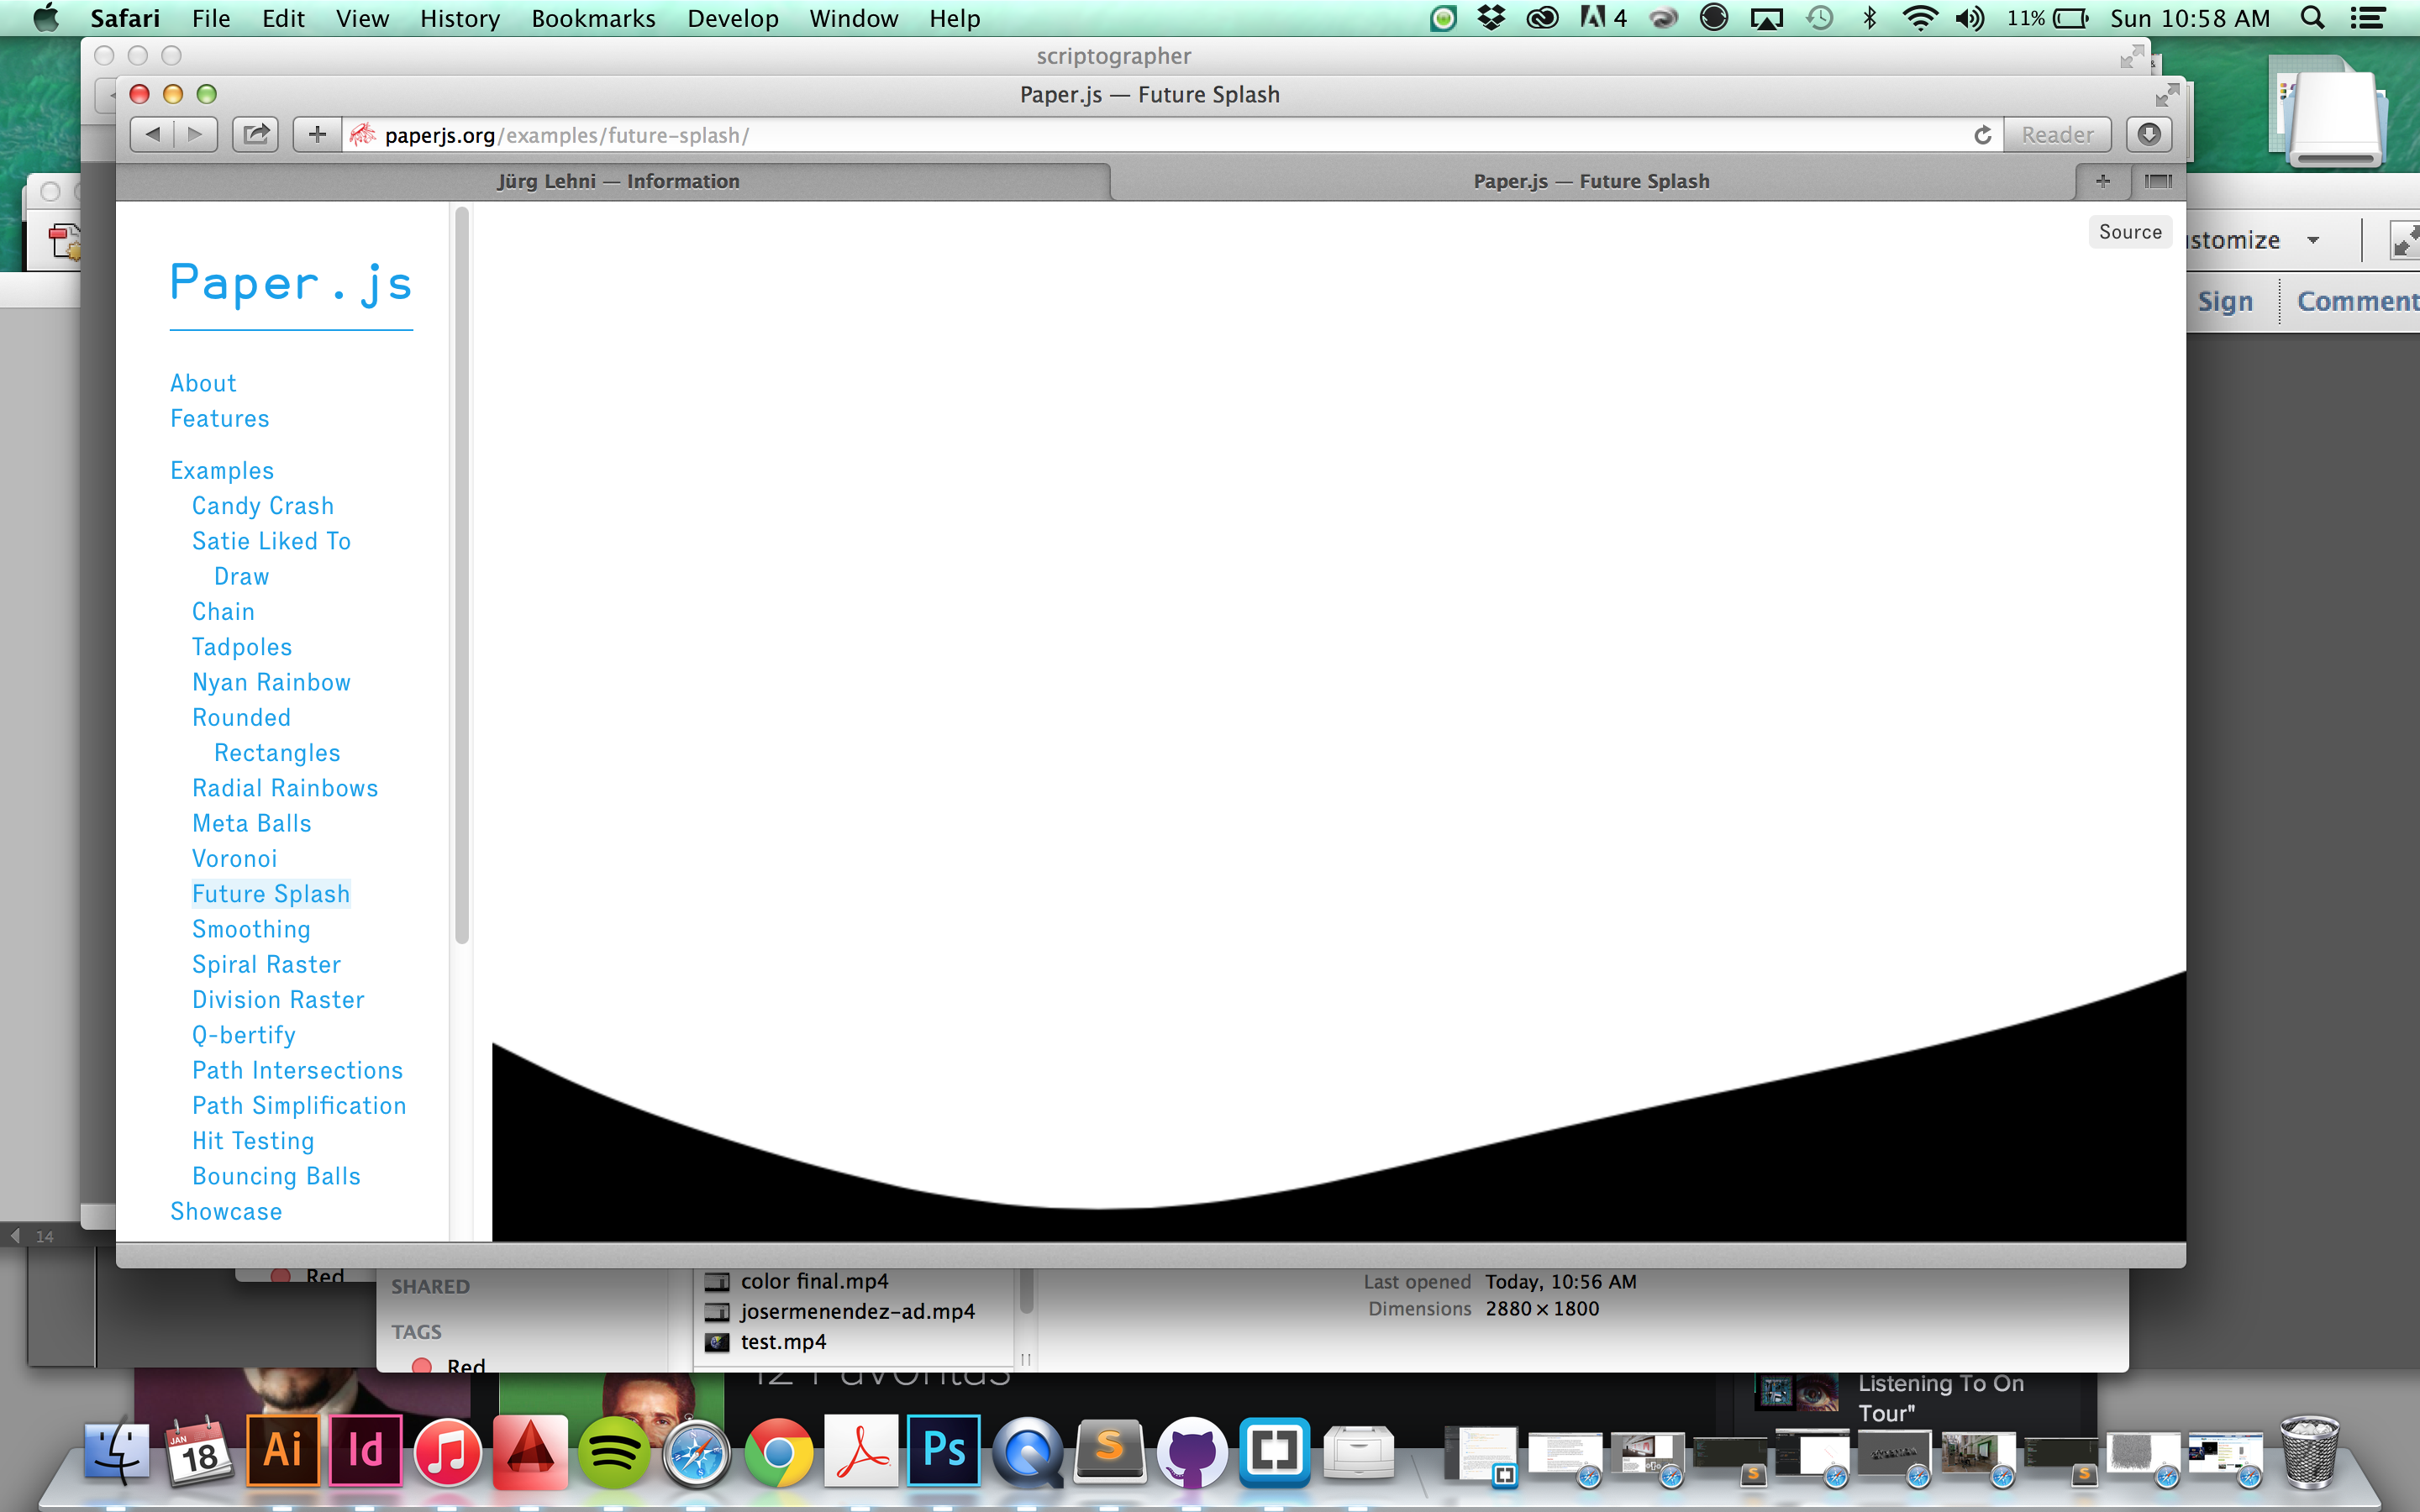 Safari File Edit View History Bookmarks Develop Window Help 4 11% Sun 10:58 AM
scriptographer
Paper.js — Future Splash
paperjs.org/examples/future-splash/ Reader
Jürg Lehni — Information Paper.js — Future Splash
Source
Sign Comment
Paper.js
About
Features
Examples
Candy Crash
Satie Liked To
Draw
Chain
Tadpoles
Nyan Rainbow
Rounded
Rectangles
Radial Rainbows
Meta Balls
Voronoi
Future Splash
Smoothing
Spiral Raster
Division Raster
Q-bertify
Path Intersections
Path Simplification
Hit Testing
Bouncing Balls
Showcase
14
Red
SHARED
TAGS
Red
color final.mp4
josermenendez-ad.mp4
test.mp4
Last opened Today, 10:56 AM
Dimensions 2880 × 1800
Listening To On
Tour"
JAN
18
Ai Id Ps S